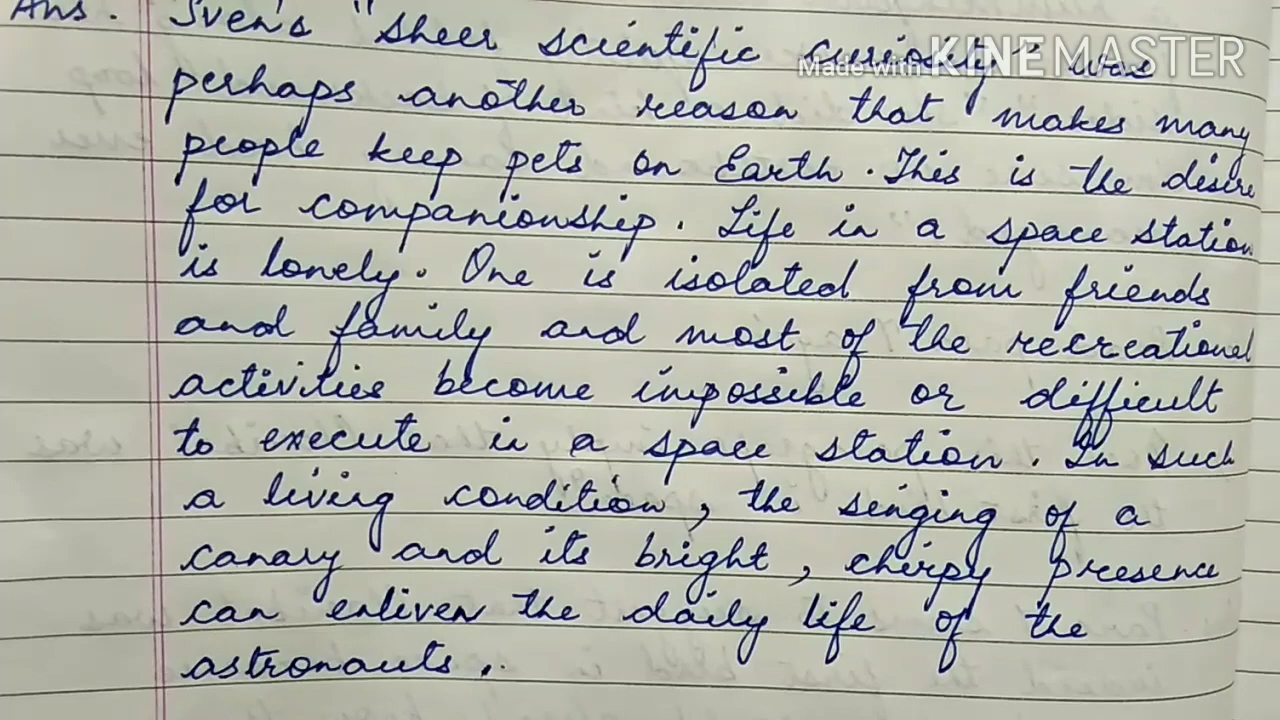 Ans. Sven's "sheer scientific curiosity" was
Made with KINEMASTER
perhaps another reason that makes many
people keep pets on Earth. This is the desire
for companionship. Life in a space station
is lonely. One is isolated from friends
and family and most of the recreational
activities become impossible or difficult
to execute in a space station. In such
a living condition, the singing of a
canary and its bright, chirpy presence
can enliven the daily life of the
astronauts.